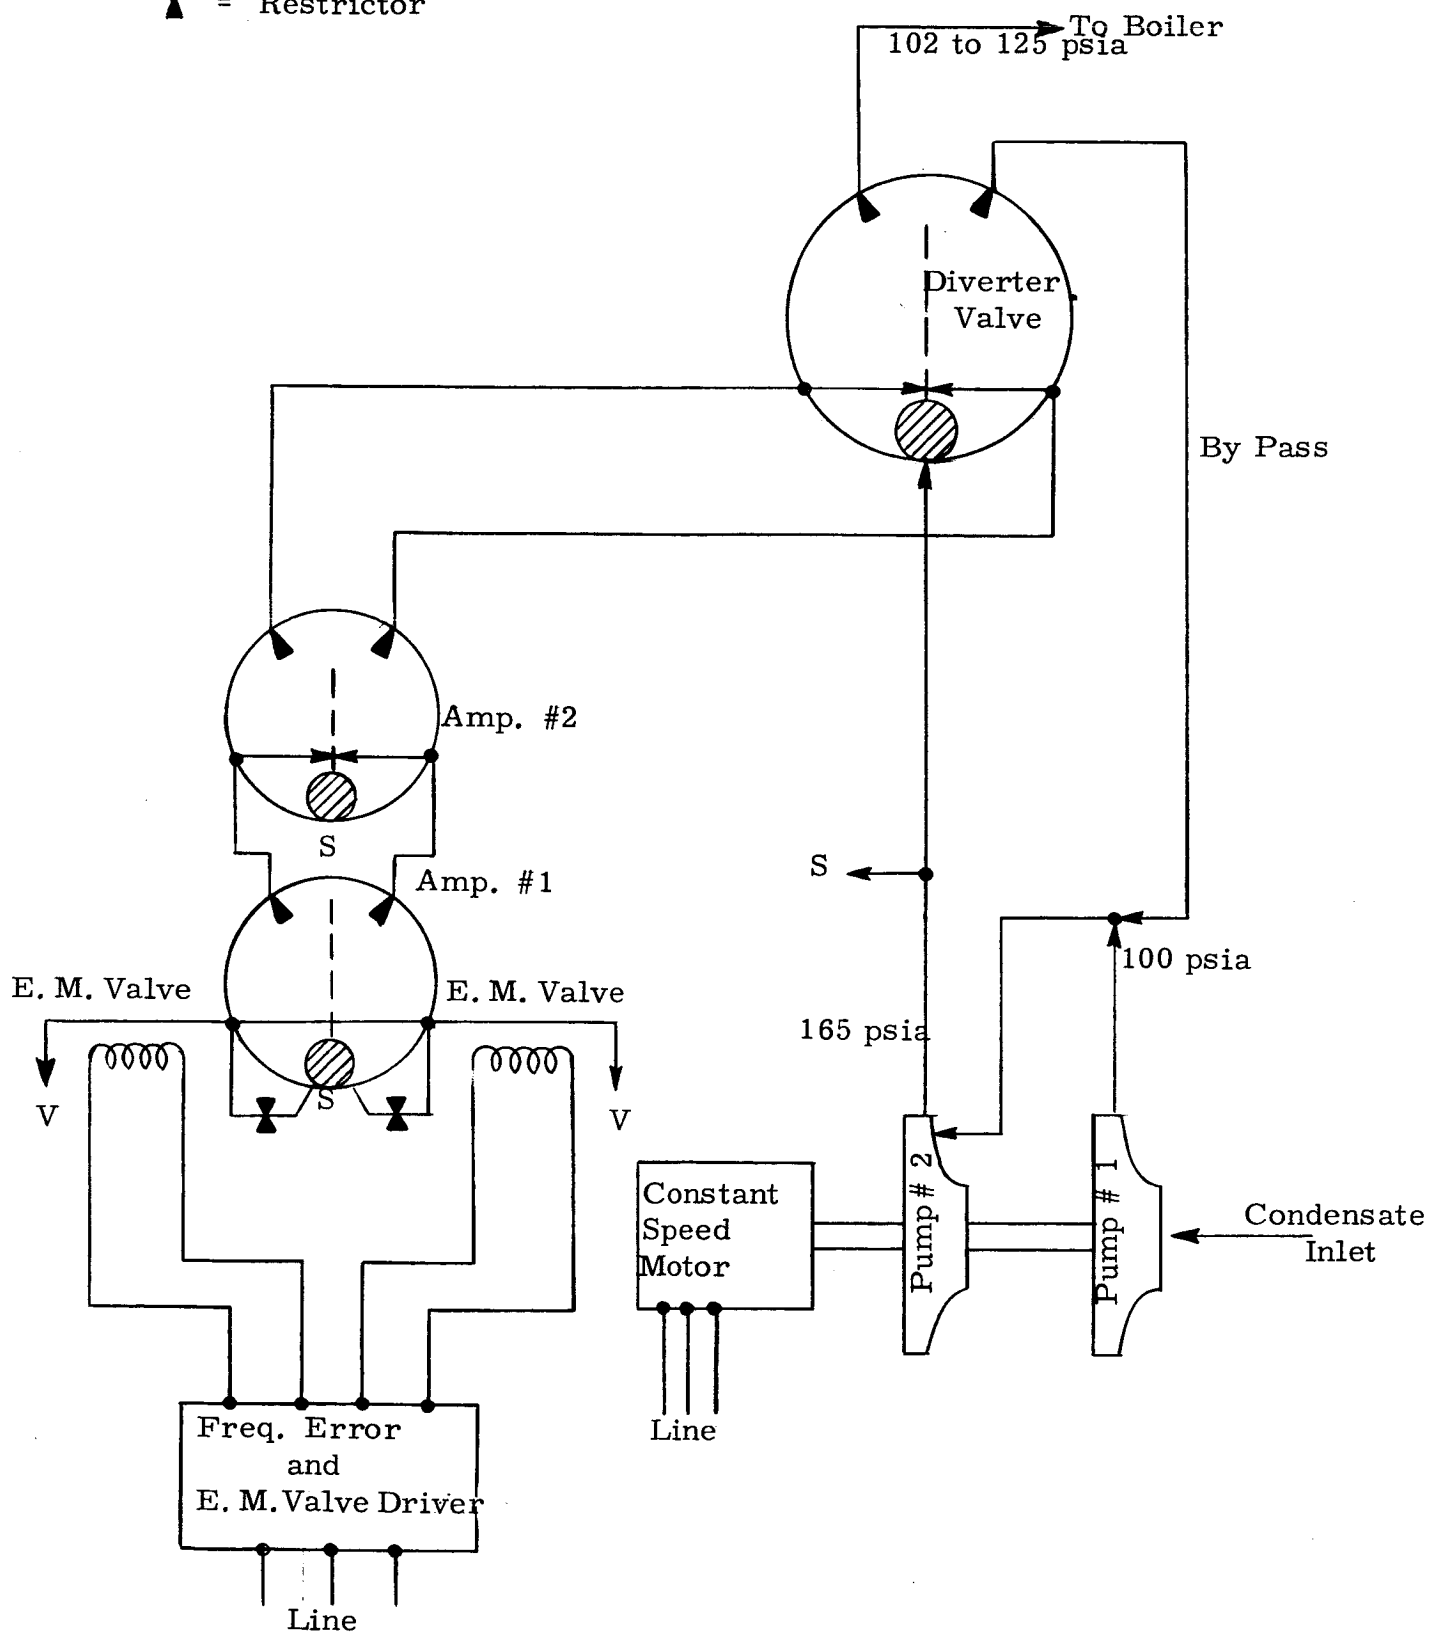 = Restrictor
To Boiler
102 to 125 psia
Diverter
Valve
By Pass
Amp. #2
S
Amp. #1
S
100 psia
E. M. Valve
E. M. Valve
165 psia
S
V
V
Constant
Speed
Motor
Pump # 2
Pump # 1
Condensate
Inlet
Line
Freq. Error
and
E. M. Valve Driver
Line